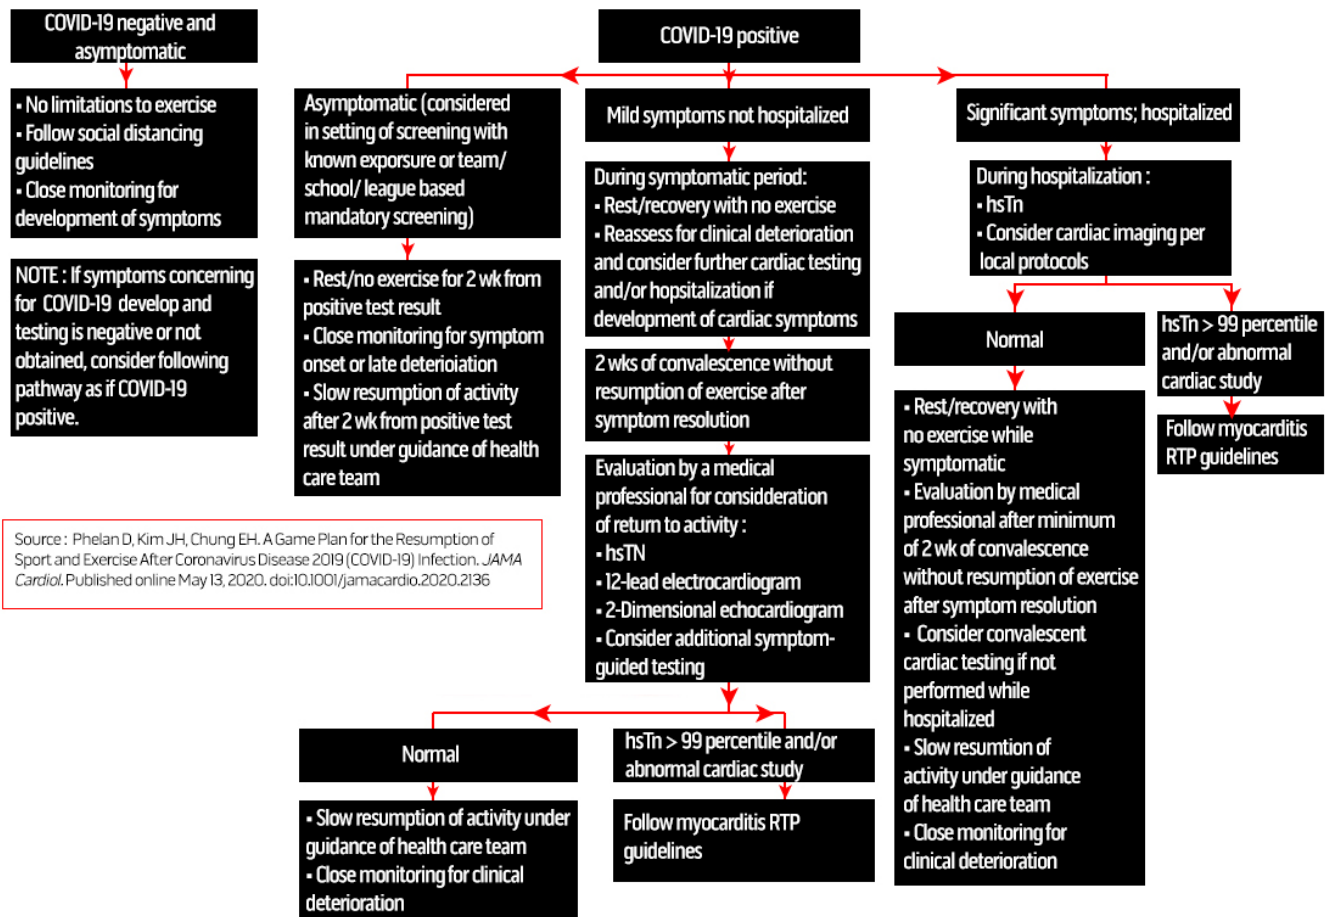 COVID-19 negative and
asymptomatic
▪ No limitations to exercise
▪ Follow social distancing
guidelines
▪ Close monitoring for
development of symptoms
NOTE : If symptoms concerning
for COVID-19 develop and
testing is negative or not
obtained, consider following
pathway as if COVID-19
positive.
COVID-19 positive
Asymptomatic (considered
in setting of screening with
known exporsure or team/
school/ league based
mandatory screening)
▪ Rest/no exercise for 2 wk from
positive test result
▪ Close monitoring for symptom
onset or late deterioiation
▪ Slow resumption of activity
after 2 wk from positive test
result under guidance of health
care team
Mild symptoms not hospitalized
During symptomatic period:
▪ Rest/recovery with no exercise
▪ Reassess for clinical deterioration
and consider further cardiac testing
and/or hopsitalization if
development of cardiac symptoms
2 wks of convalescence without
resumption of exercise after
symptom resolution
Evaluation by a medical
professional for considderation
of return to activity :
▪ hsTN
▪ 12-lead electrocardiogram
▪ 2-Dimensional echocardiogram
▪ Consider additional symptom-
guided testing
Normal
▪ Slow resumption of activity under
guidance of health care team
▪ Close monitoring for clinical
deterioration
hsTn > 99 percentile and/or
abnormal cardiac study
Follow myocarditis RTP
guidelines
Significant symptoms; hospitalized
During hospitalization :
▪ hsTn
▪ Consider cardiac imaging per
local protocols
Normal
▪ Rest/recovery with
no exercise while
symptomatic
▪ Evaluation by medical
professional after minimum
of 2 wk of convalescence
without resumption of exercise
after symptom resolution
▪ Consider convalescent
cardiac testing if not
performed while
hospitalized
▪ Slow resumtion of
activity under guidance
of health care team
▪ Close monitoring for
clinical deterioration
hsTn > 99 percentile
and/or abnormal
cardiac study
Follow myocarditis
RTP guidelines
Source : Phelan D, Kim JH, Chung EH. A Game Plan for the Resumption of
Sport and Exercise After Coronavirus Disease 2019 (COVID-19) Infection. JAMA
Cardiol. Published online May 13, 2020. doi:10.1001/jamacardio.2020.2136